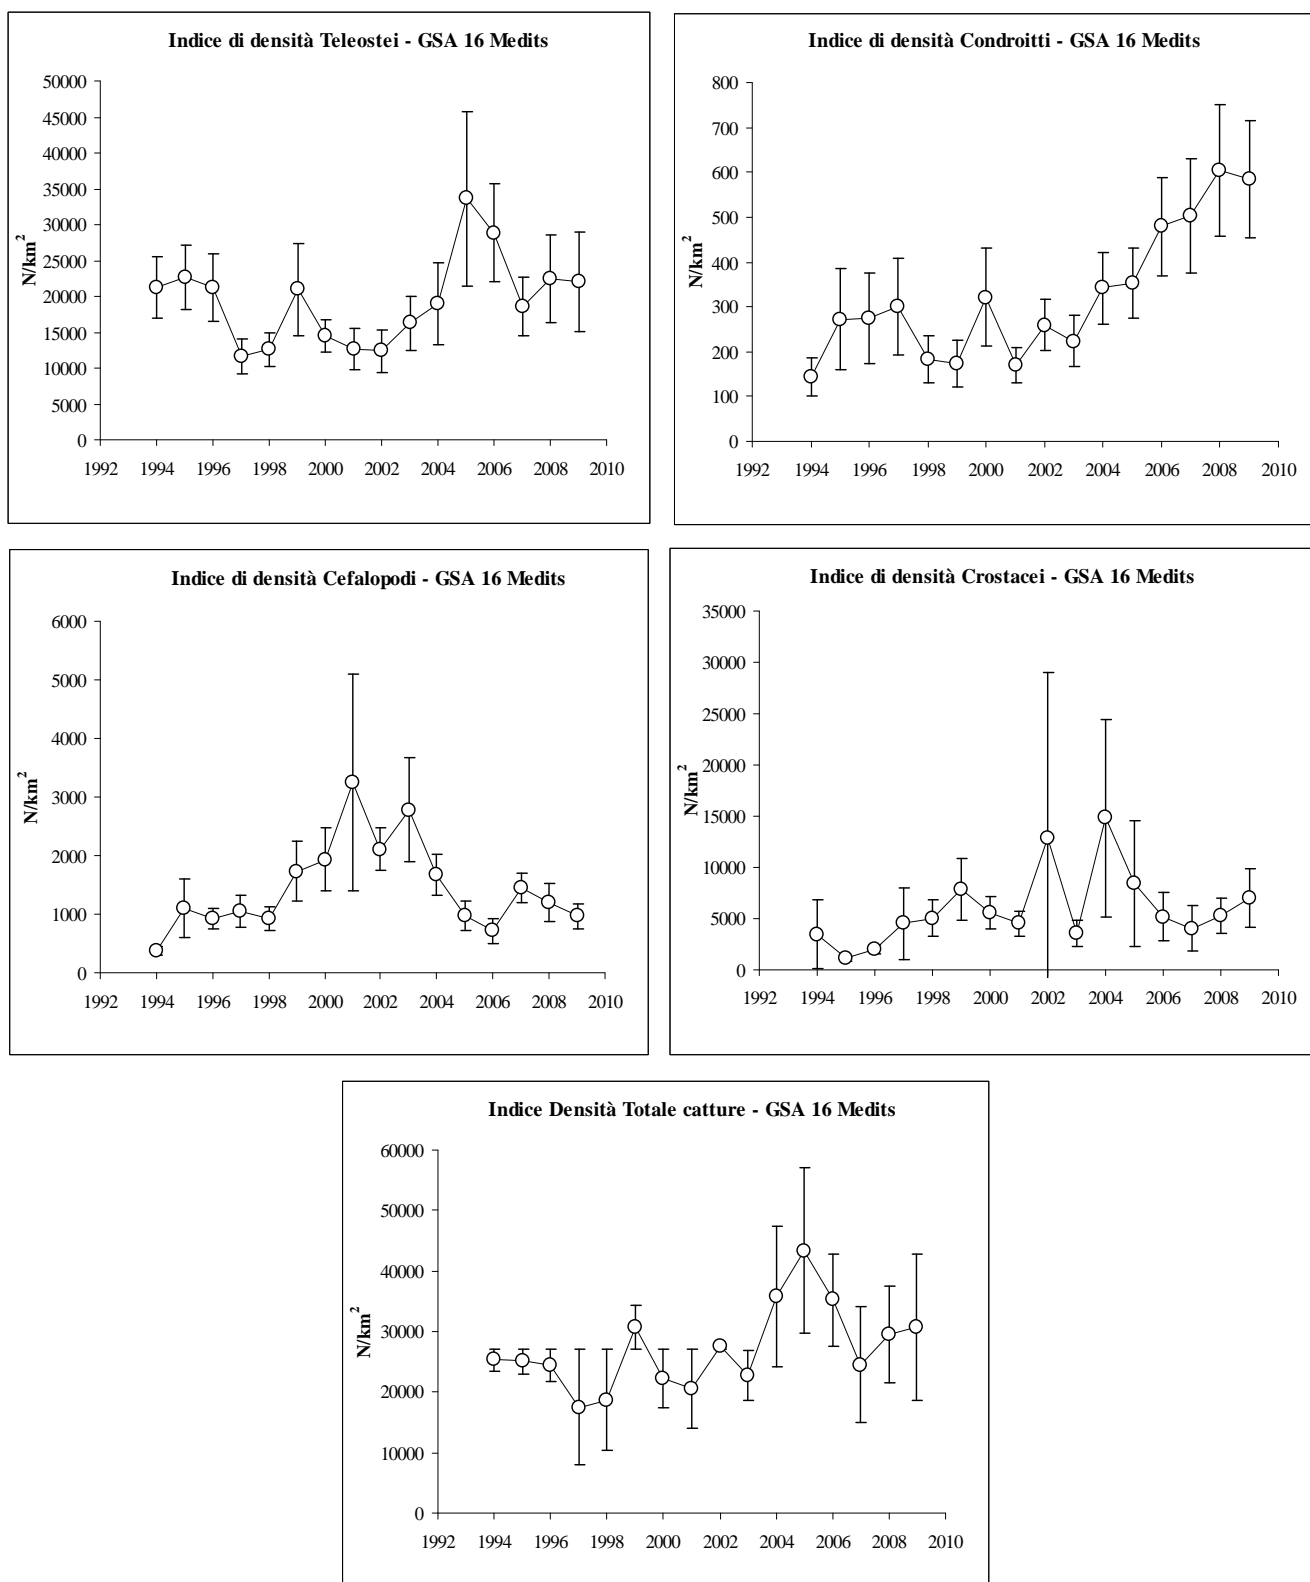 Indice di densità Teleostei - GSA 16 Medits
N/km²
50000
45000
40000
35000
30000
25000
20000
15000
10000
5000
0
1992 1994 1996 1998 2000 2002 2004 2006 2008 2010
Indice di densità Condroitti - GSA 16 Medits
N/km²
800
700
600
500
400
300
200
100
0
1992 1994 1996 1998 2000 2002 2004 2006 2008 2010
Indice di densità Cefalopodi - GSA 16 Medits
N/km²
6000
5000
4000
3000
2000
1000
0
1992 1994 1996 1998 2000 2002 2004 2006 2008 2010
Indice di densità Crostacei - GSA 16 Medits
N/km²
35000
30000
25000
20000
15000
10000
5000
0
1992 1994 1996 1998 2000 2002 2004 2006 2008 2010
Indice Densità Totale catture - GSA 16 Medits
N/km²
60000
50000
40000
30000
20000
10000
0
1992 1994 1996 1998 2000 2002 2004 2006 2008 2010